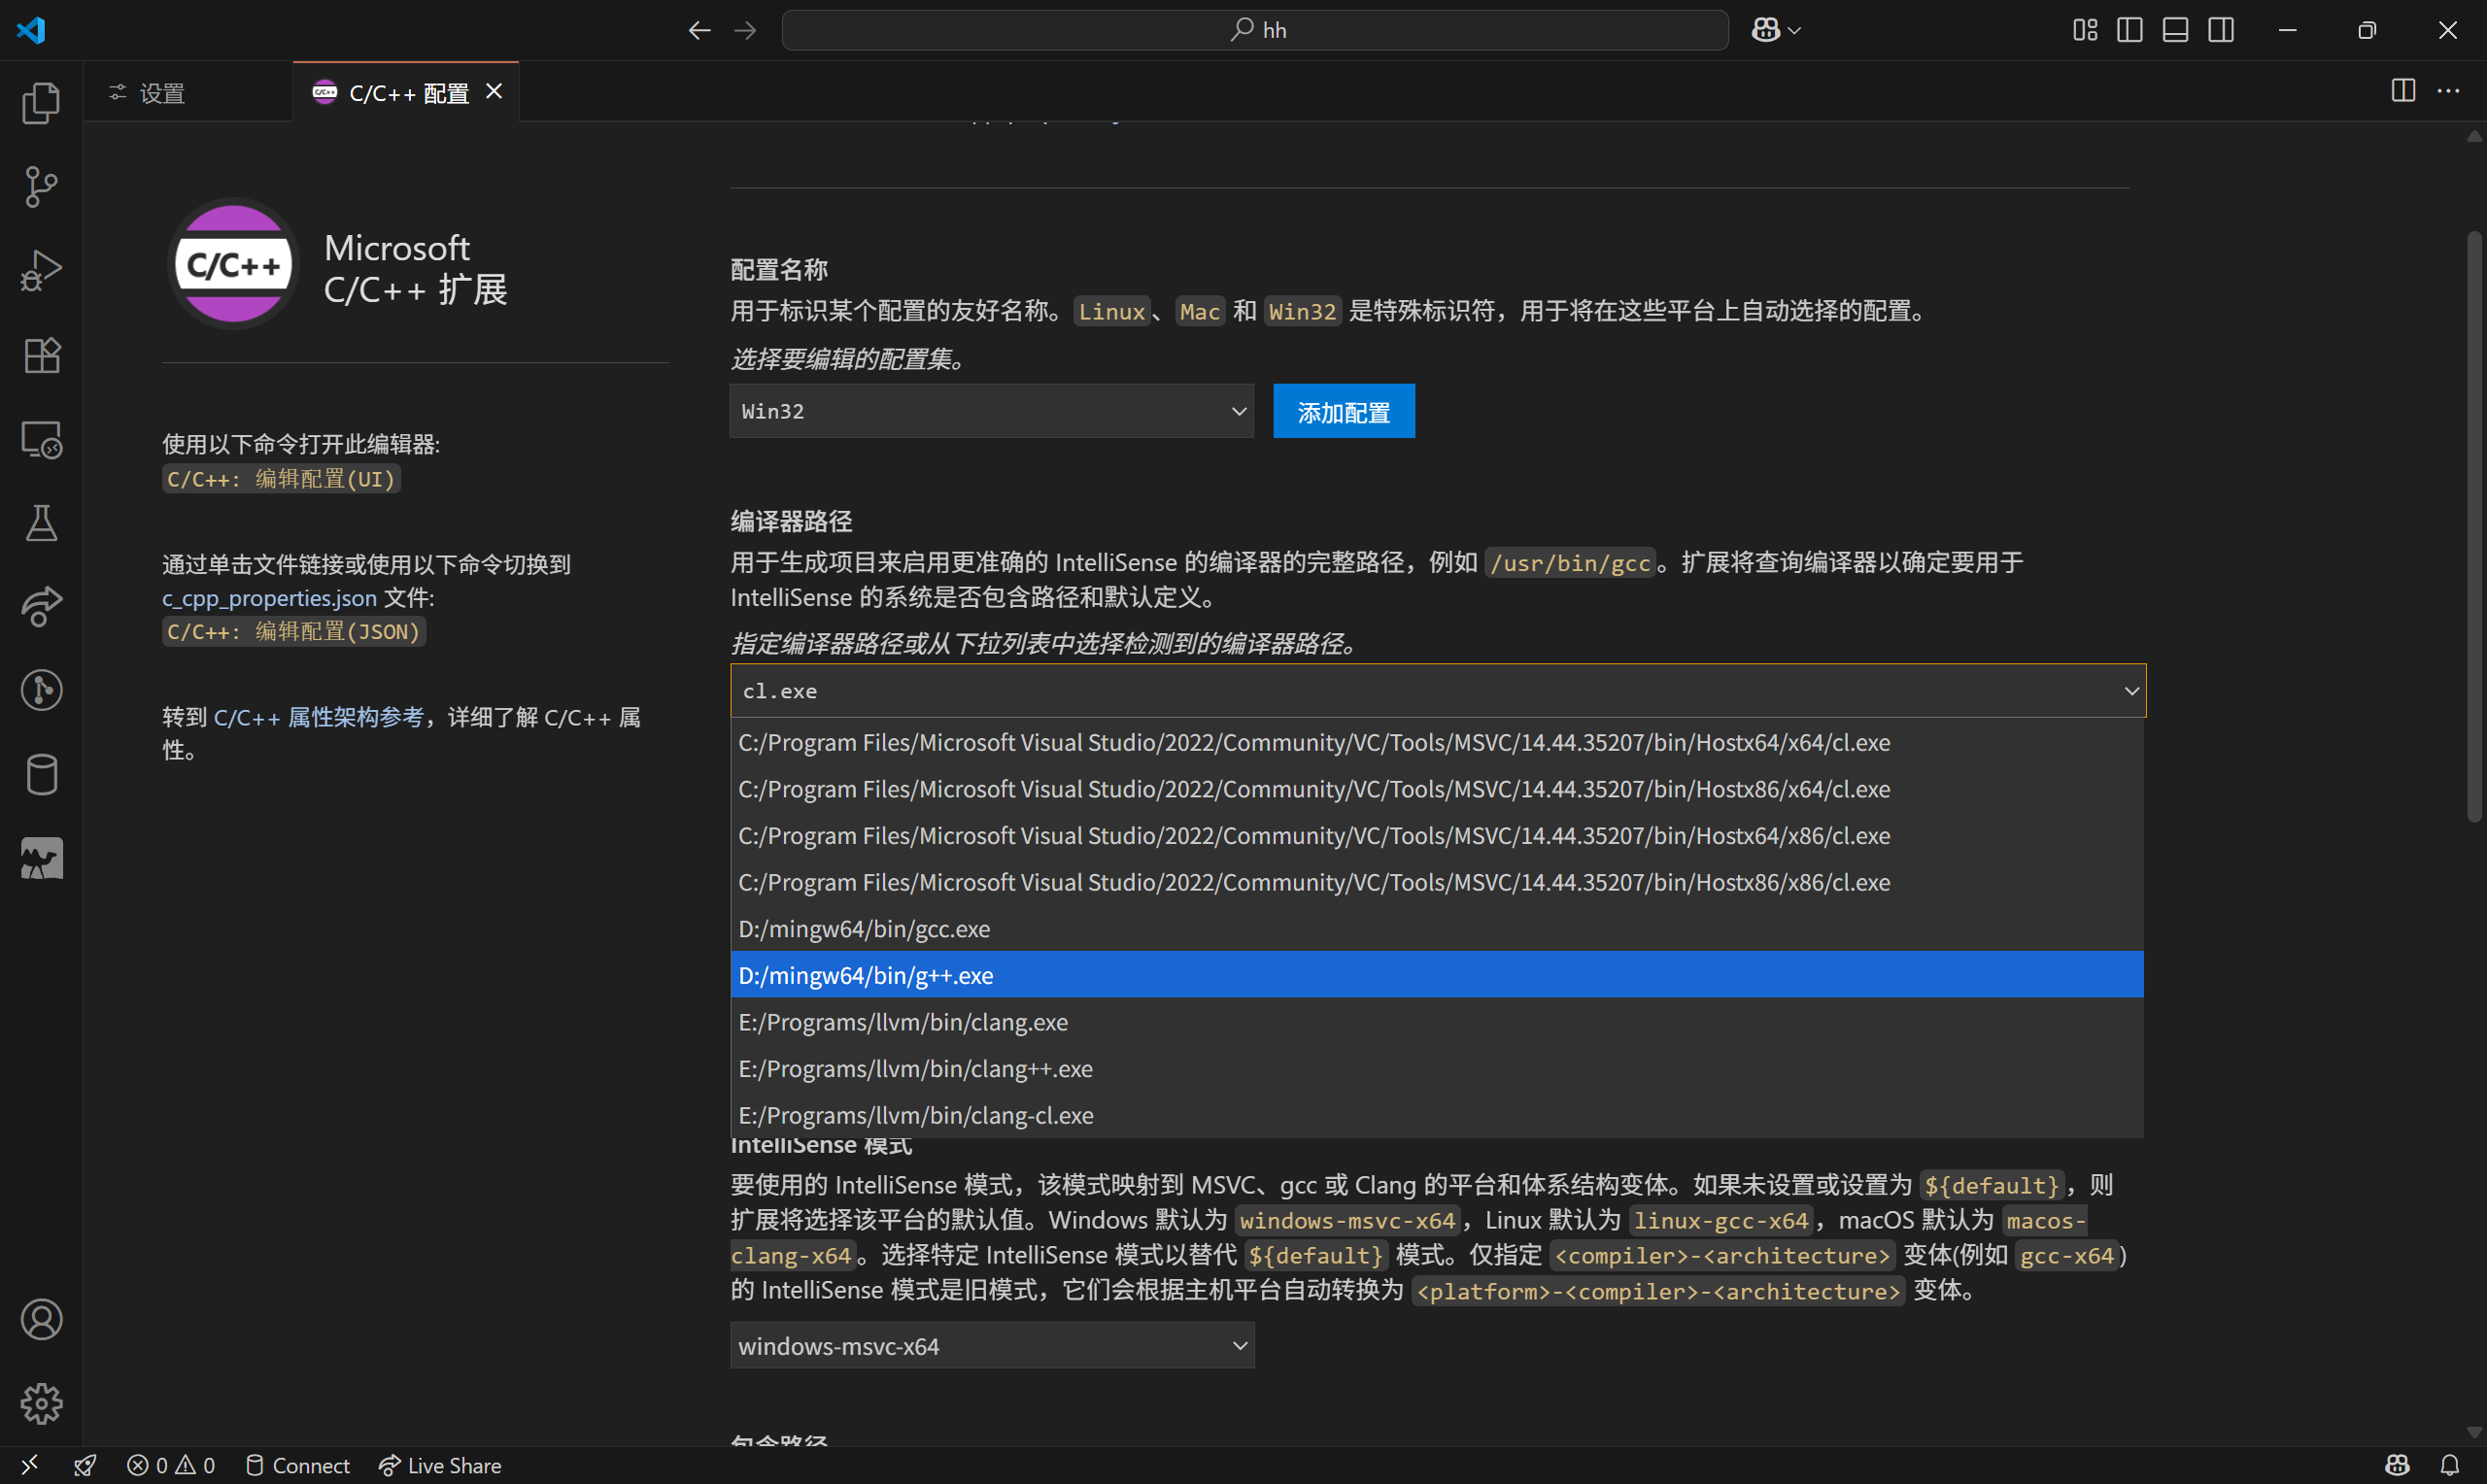 hh
设置
C/C++ 配置
C/C++
Microsoft
C/C++ 扩展
使用以下命令打开此编辑器:
C/C++: 编辑配置(UI)
通过单击文件链接或使用以下命令切换到
c_cpp_properties.json 文件:
C/C++: 编辑配置(JSON)
转到 C/C++ 属性架构参考，详细了解 C/C++ 属
性。
配置名称
用于标识某个配置的友好名称。Linux、Mac 和 Win32 是特殊标识符，用于将在这些平台上自动选择的配置。
选择要编辑的配置集。
Win32
添加配置
编译器路径
用于生成项目来启用更准确的 IntelliSense 的编译器的完整路径，例如 /usr/bin/gcc。扩展将查询编译器以确定要用于
IntelliSense 的系统是否包含路径和默认定义。
指定编译器路径或从下拉列表中选择检测到的编译器路径。
cl.exe
C:/Program Files/Microsoft Visual Studio/2022/Community/VC/Tools/MSVC/14.44.35207/bin/Hostx64/x64/cl.exe
C:/Program Files/Microsoft Visual Studio/2022/Community/VC/Tools/MSVC/14.44.35207/bin/Hostx86/x64/cl.exe
C:/Program Files/Microsoft Visual Studio/2022/Community/VC/Tools/MSVC/14.44.35207/bin/Hostx64/x86/cl.exe
C:/Program Files/Microsoft Visual Studio/2022/Community/VC/Tools/MSVC/14.44.35207/bin/Hostx86/x86/cl.exe
D:/mingw64/bin/gcc.exe
D:/mingw64/bin/g++.exe
E:/Programs/llvm/bin/clang.exe
E:/Programs/llvm/bin/clang++.exe
E:/Programs/llvm/bin/clang-cl.exe
IntelliSense 模式
要使用的 IntelliSense 模式，该模式映射到 MSVC、gcc 或 Clang 的平台和体系结构变体。如果未设置或设置为 ${default}，则
扩展将选择该平台的默认值。Windows 默认为 windows-msvc-x64，Linux 默认为 linux-gcc-x64，macOS 默认为 macos-
clang-x64。选择特定 IntelliSense 模式以替代 ${default} 模式。仅指定 <compiler>-<architecture> 变体(例如 gcc-x64)
的 IntelliSense 模式是旧模式，它们会根据主机平台自动转换为 <platform>-<compiler>-<architecture> 变体。
windows-msvc-x64
包含路径
0 0 Connect Live Share